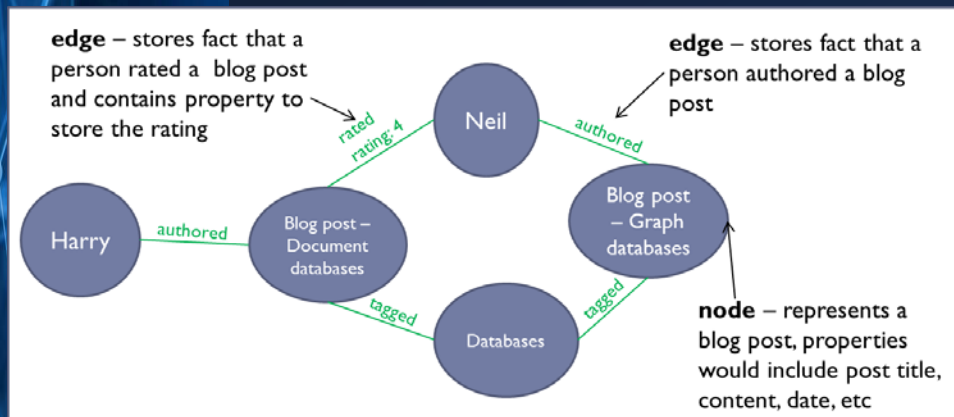 edge – stores fact that a
person rated a blog post
and contains property to
store the rating
edge – stores fact that a
person authored a blog
post
rated
rating: 4
Neil
authored
Harry
authored
Blog post –
Document
databases
Blog post
– Graph
databases
tagged
Databases
tagged
node – represents a
blog post, properties
would include post title,
content, date, etc